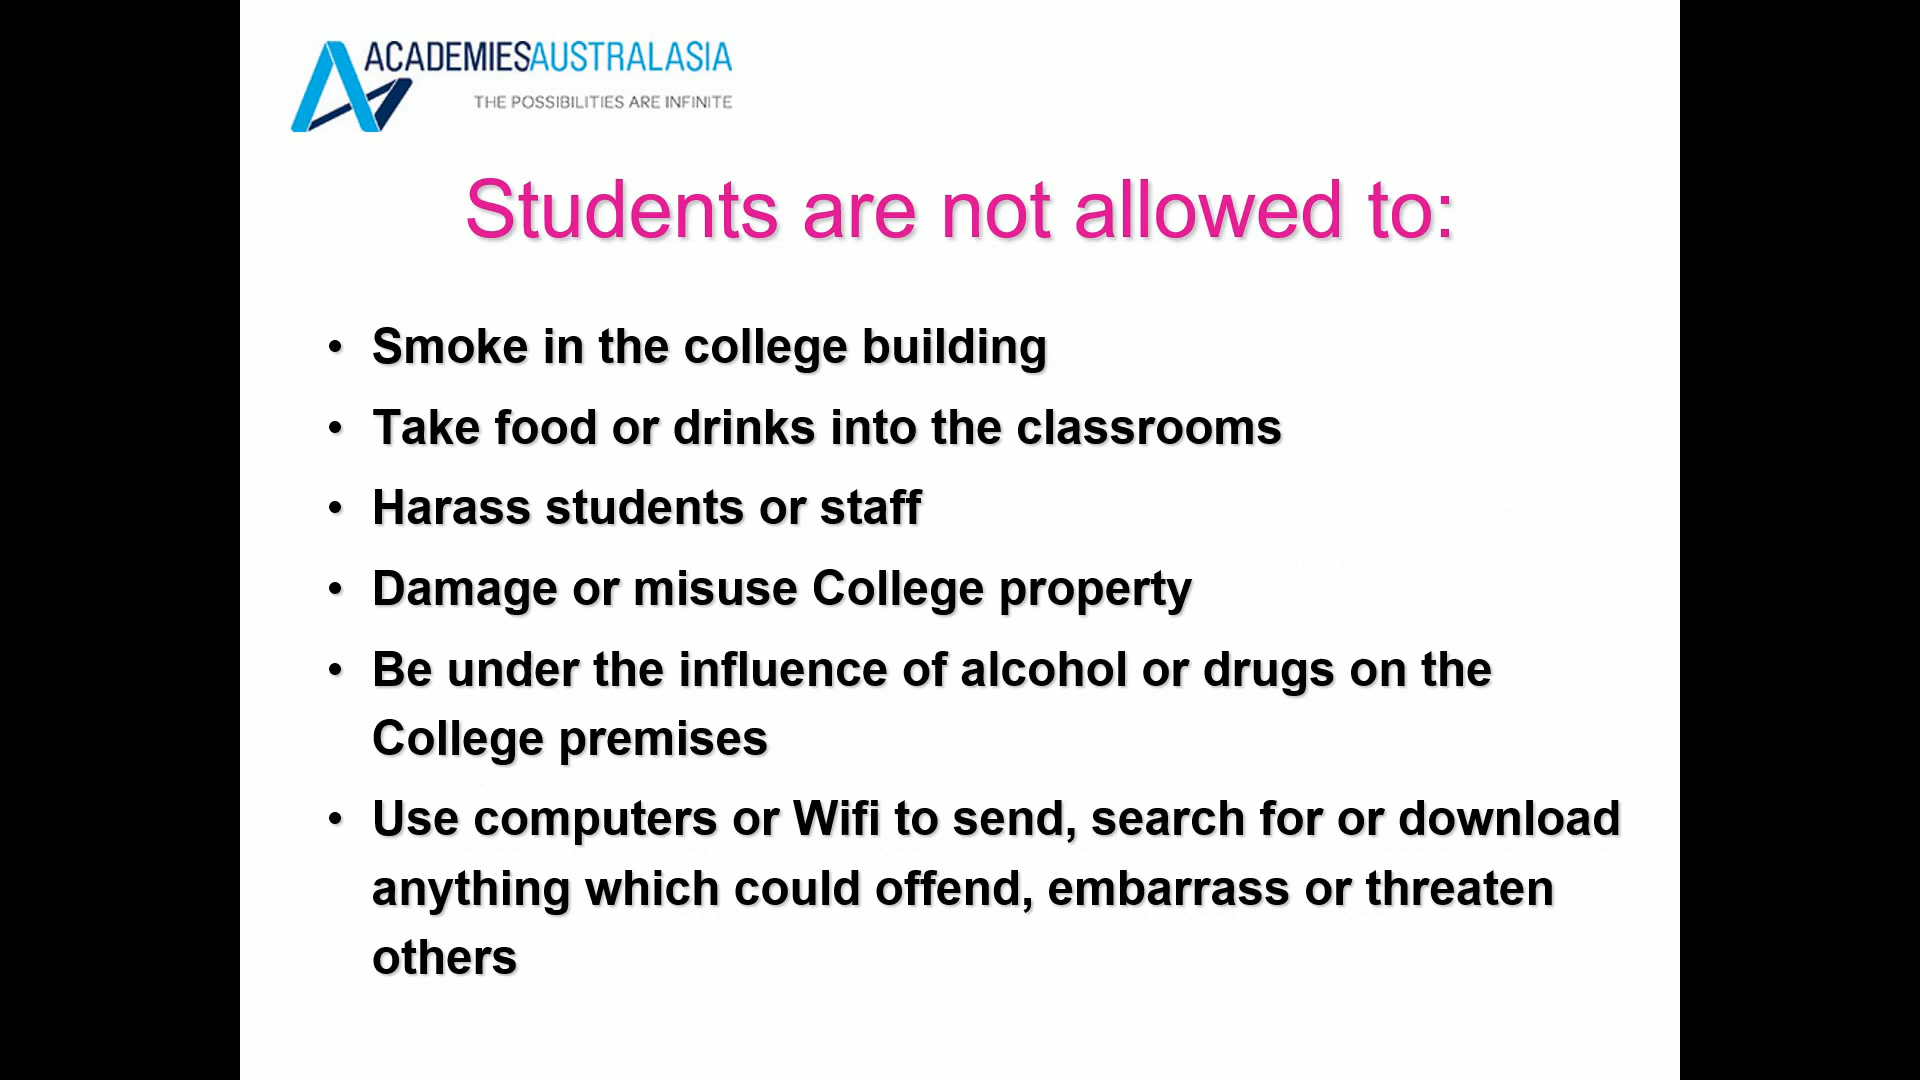 ACADEMIESAUSTRALASIA
THE POSSIBILITIES ARE INFINITE
Students are not allowed to:
• Smoke in the college building
• Take food or drinks into the classrooms
• Harass students or staff
• Damage or misuse College property
• Be under the influence of alcohol or drugs on the
College premises
• Use computers or Wifi to send, search for or download
anything which could offend, embarrass or threaten
others